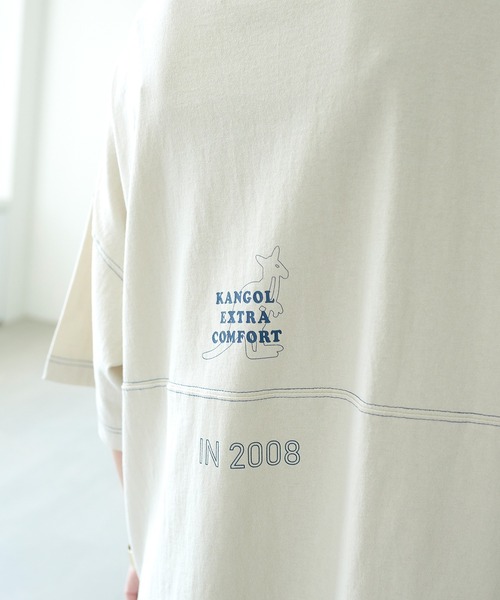 KANGOL
EXTRA
COMFORT
IN 2008